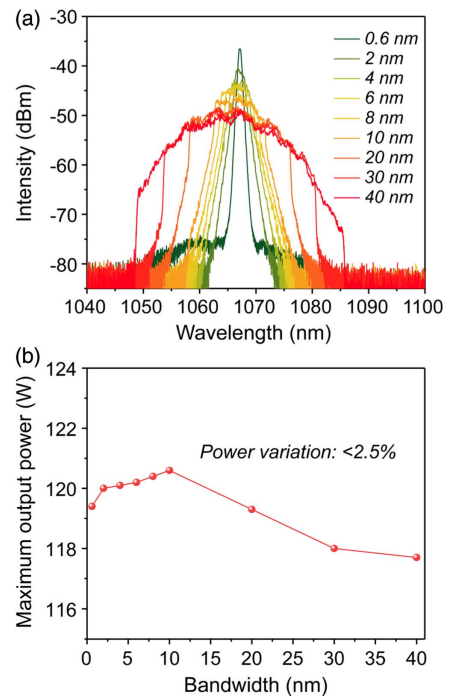 (a)
-30
-40
-50
-60
-70
-80
Intensity (dBm)
0.6 nm
2 nm
4 nm
6 nm
8 nm
10 nm
20 nm
30 nm
40 nm
1040 1050 1060 1070 1080 1090 1100
Wavelength (nm)
(b)
124
122
120
118
116
Maximum output power (W)
Power variation: <2.5%
0 5 10 15 20 25 30 35 40
Bandwidth (nm)